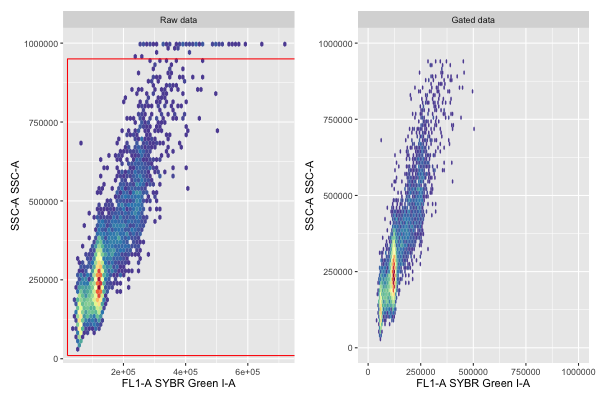 Raw data
Gated data
1000000
750000
500000
250000
0
SSC-A SSC-A
2e+05
4e+05
6e+05
FL1-A SYBR Green I-A
1000000
750000
500000
250000
0
SSC-A SSC-A
0
250000
500000
750000
1000000
FL1-A SYBR Green I-A